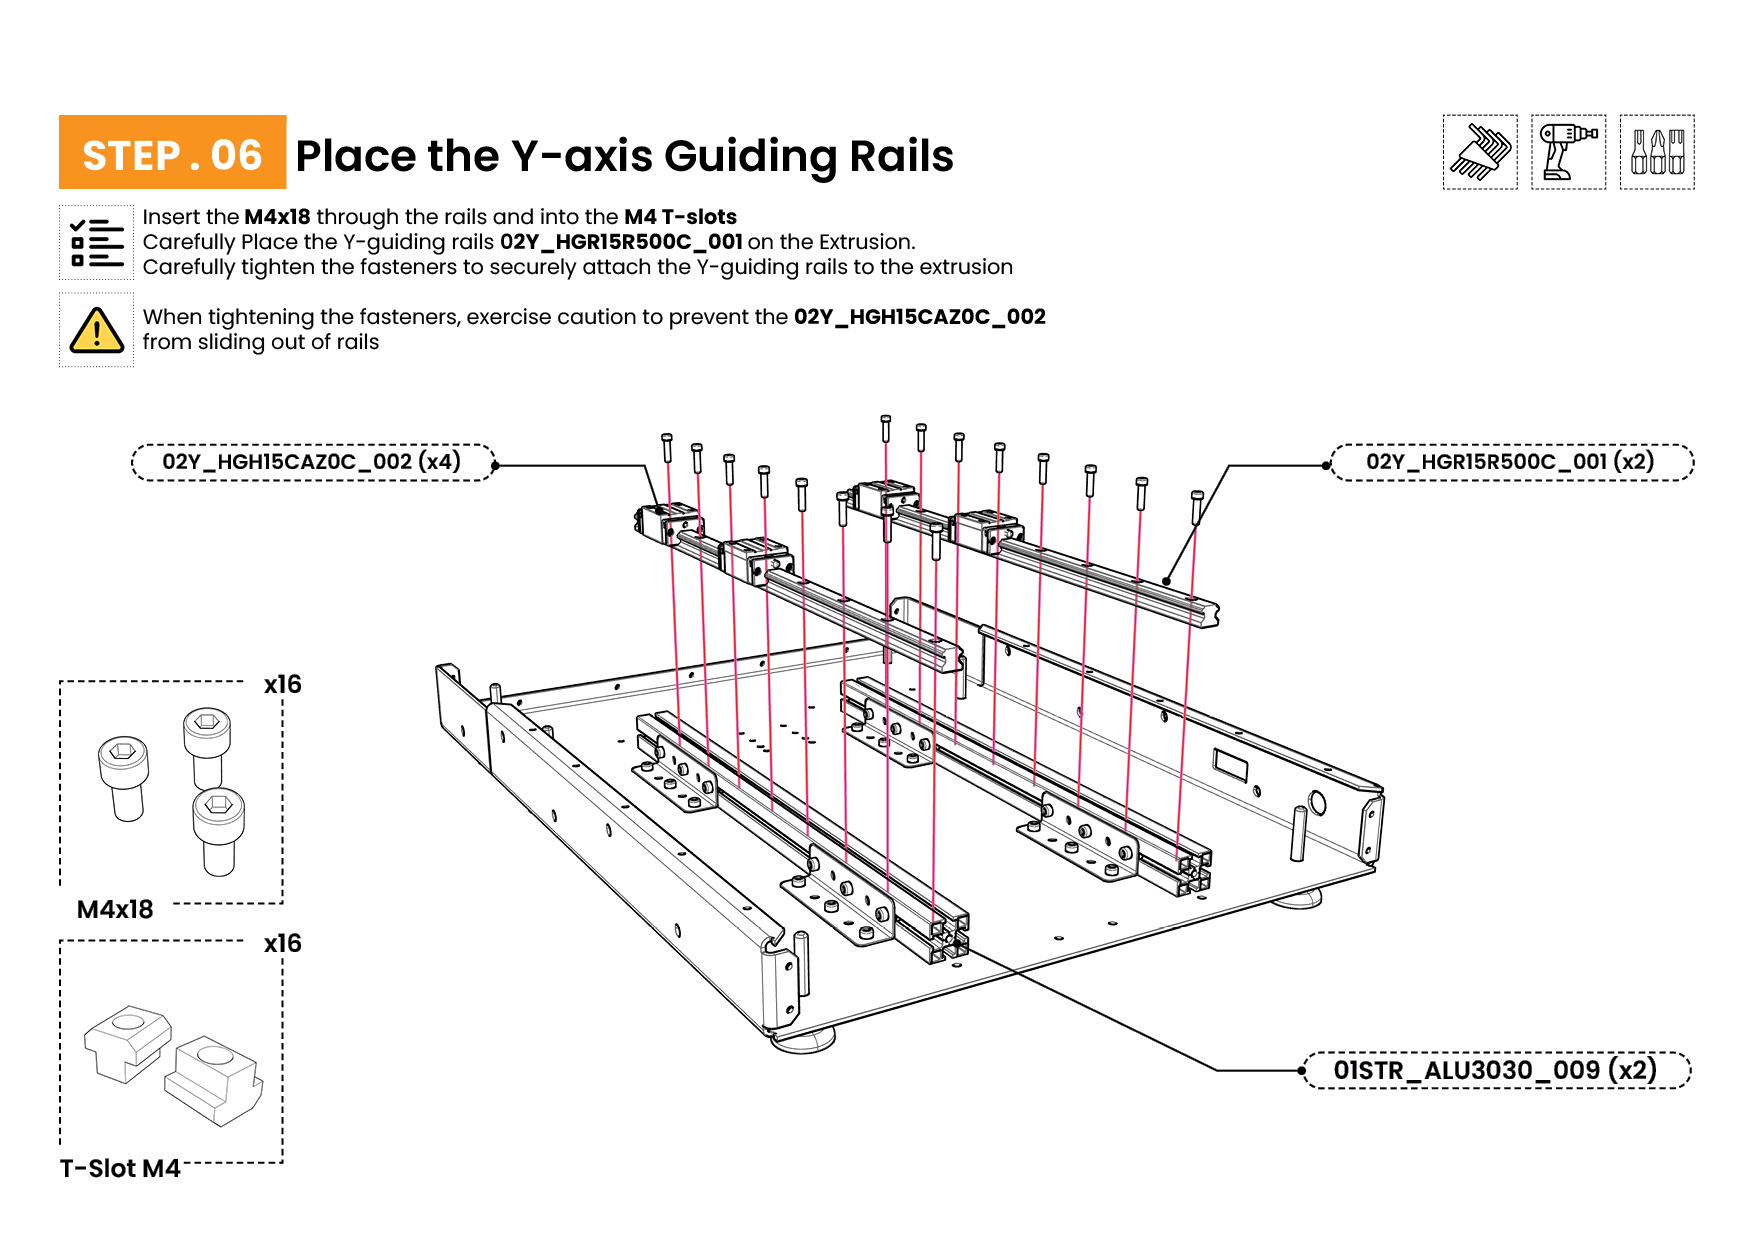 STEP . 06 Place the Y-axis Guiding Rails
Insert the M4x18 through the rails and into the M4 T-slots
Carefully Place the Y-guiding rails 02Y_HGR15R500C_001 on the Extrusion.
Carefully tighten the fasteners to securely attach the Y-guiding rails to the extrusion
When tightening the fasteners, exercise caution to prevent the 02Y_HGH15CAZ0C_002
from sliding out of rails
02Y_HGH15CAZ0C_002 (x4)
02Y_HGR15R500C_001 (x2)
x16
M4x18
x16
T-Slot M4
01STR_ALU3030_009 (x2)